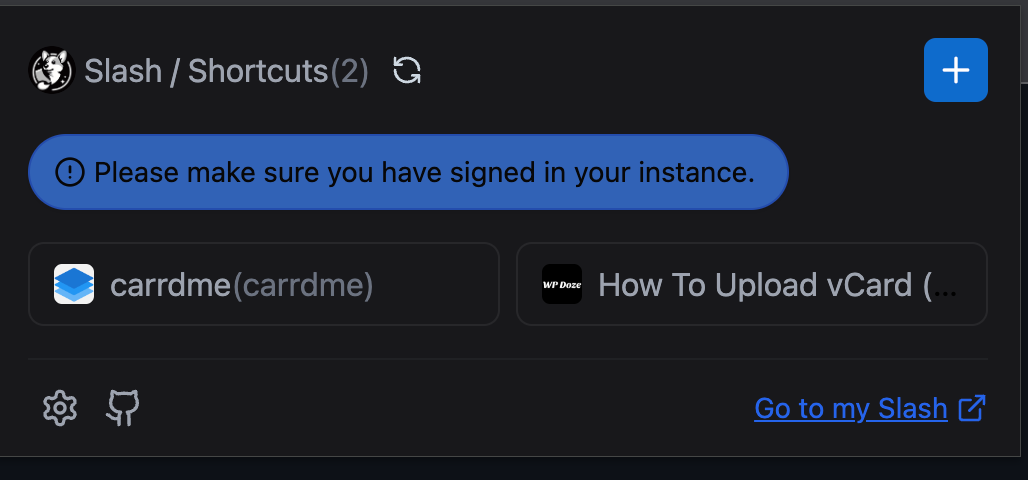 Slash / Shortcuts(2)
Please make sure you have signed in your instance.
carrdme(carrdme)
WP Doze
How To Upload vCard (...
Go to my Slash